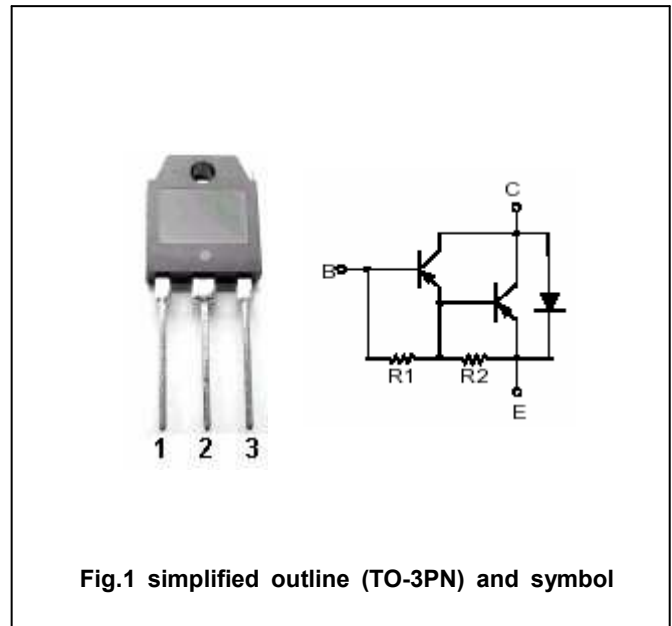 C
B
R1 R2
E
1 2 3
Fig.1 simplified outline (TO-3PN) and symbol